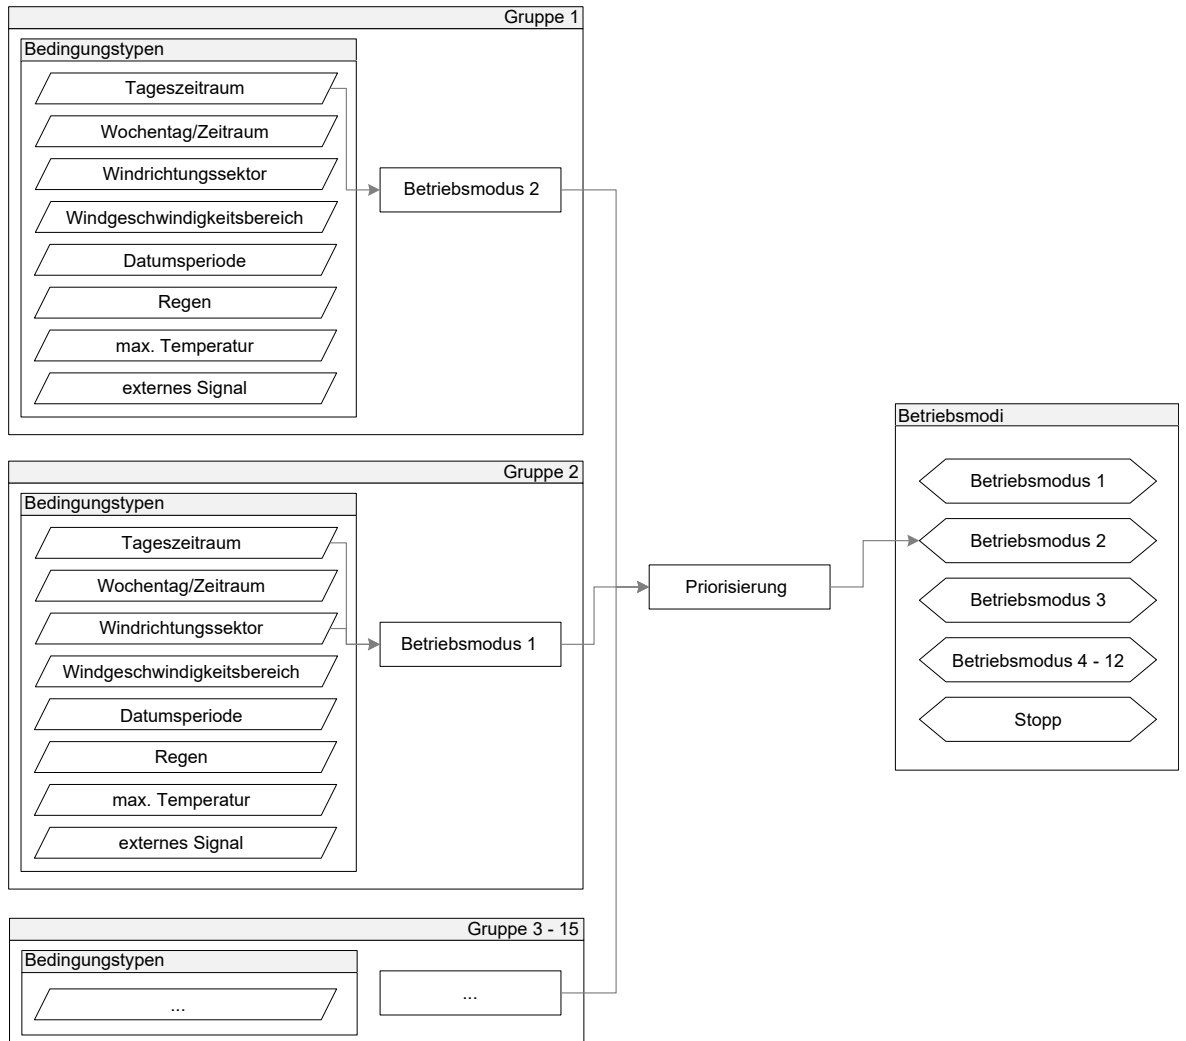 Gruppe 1
Bedingungstypen
Tageszeitraum
Wochentag/Zeitraum
Windrichtungssektor
Windgeschwindigkeitsbereich
Datumsperiode
Regen
max. Temperatur
externes Signal
Betriebsmodus 2
Gruppe 2
Bedingungstypen
Tageszeitraum
Wochentag/Zeitraum
Windrichtungssektor
Windgeschwindigkeitsbereich
Datumsperiode
Regen
max. Temperatur
externes Signal
Betriebsmodus 1
Gruppe 3 - 15
Bedingungstypen
...
...
Priorisierung
Betriebsmodi
Betriebsmodus 1
Betriebsmodus 2
Betriebsmodus 3
Betriebsmodus 4 - 12
Stopp